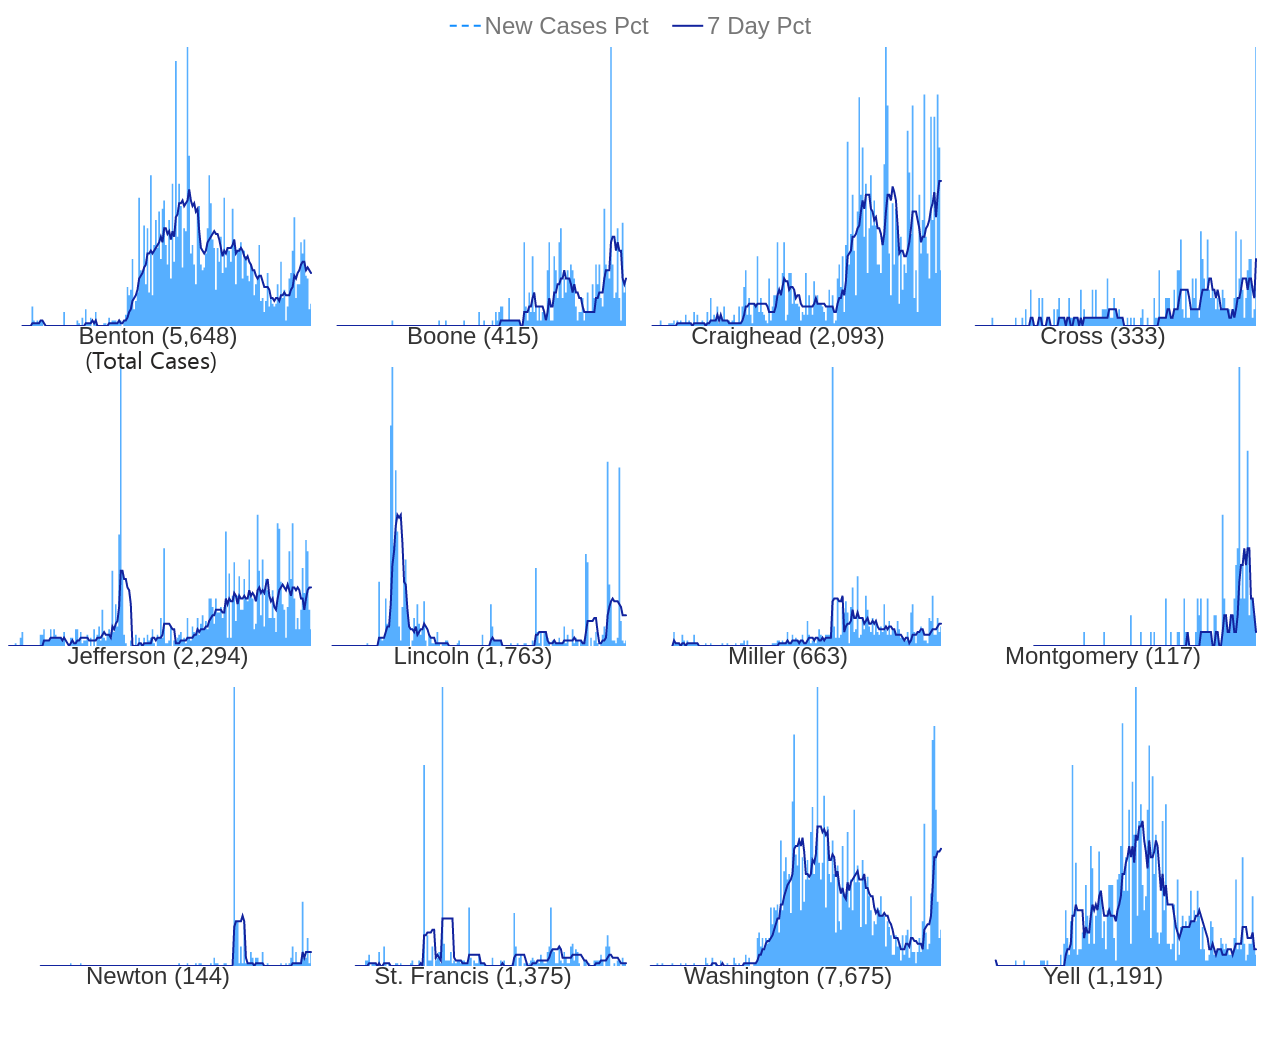 New Cases Pct 7 Day Pct
Benton (5,648) Boone (415) Craighead (2,093) Cross (333)
(Total Cases)
Jefferson (2,294) Lincoln (1,763) Miller (663) Montgomery (117)
Newton (144) St. Francis (1,375) Washington (7,675) Yell (1,191)